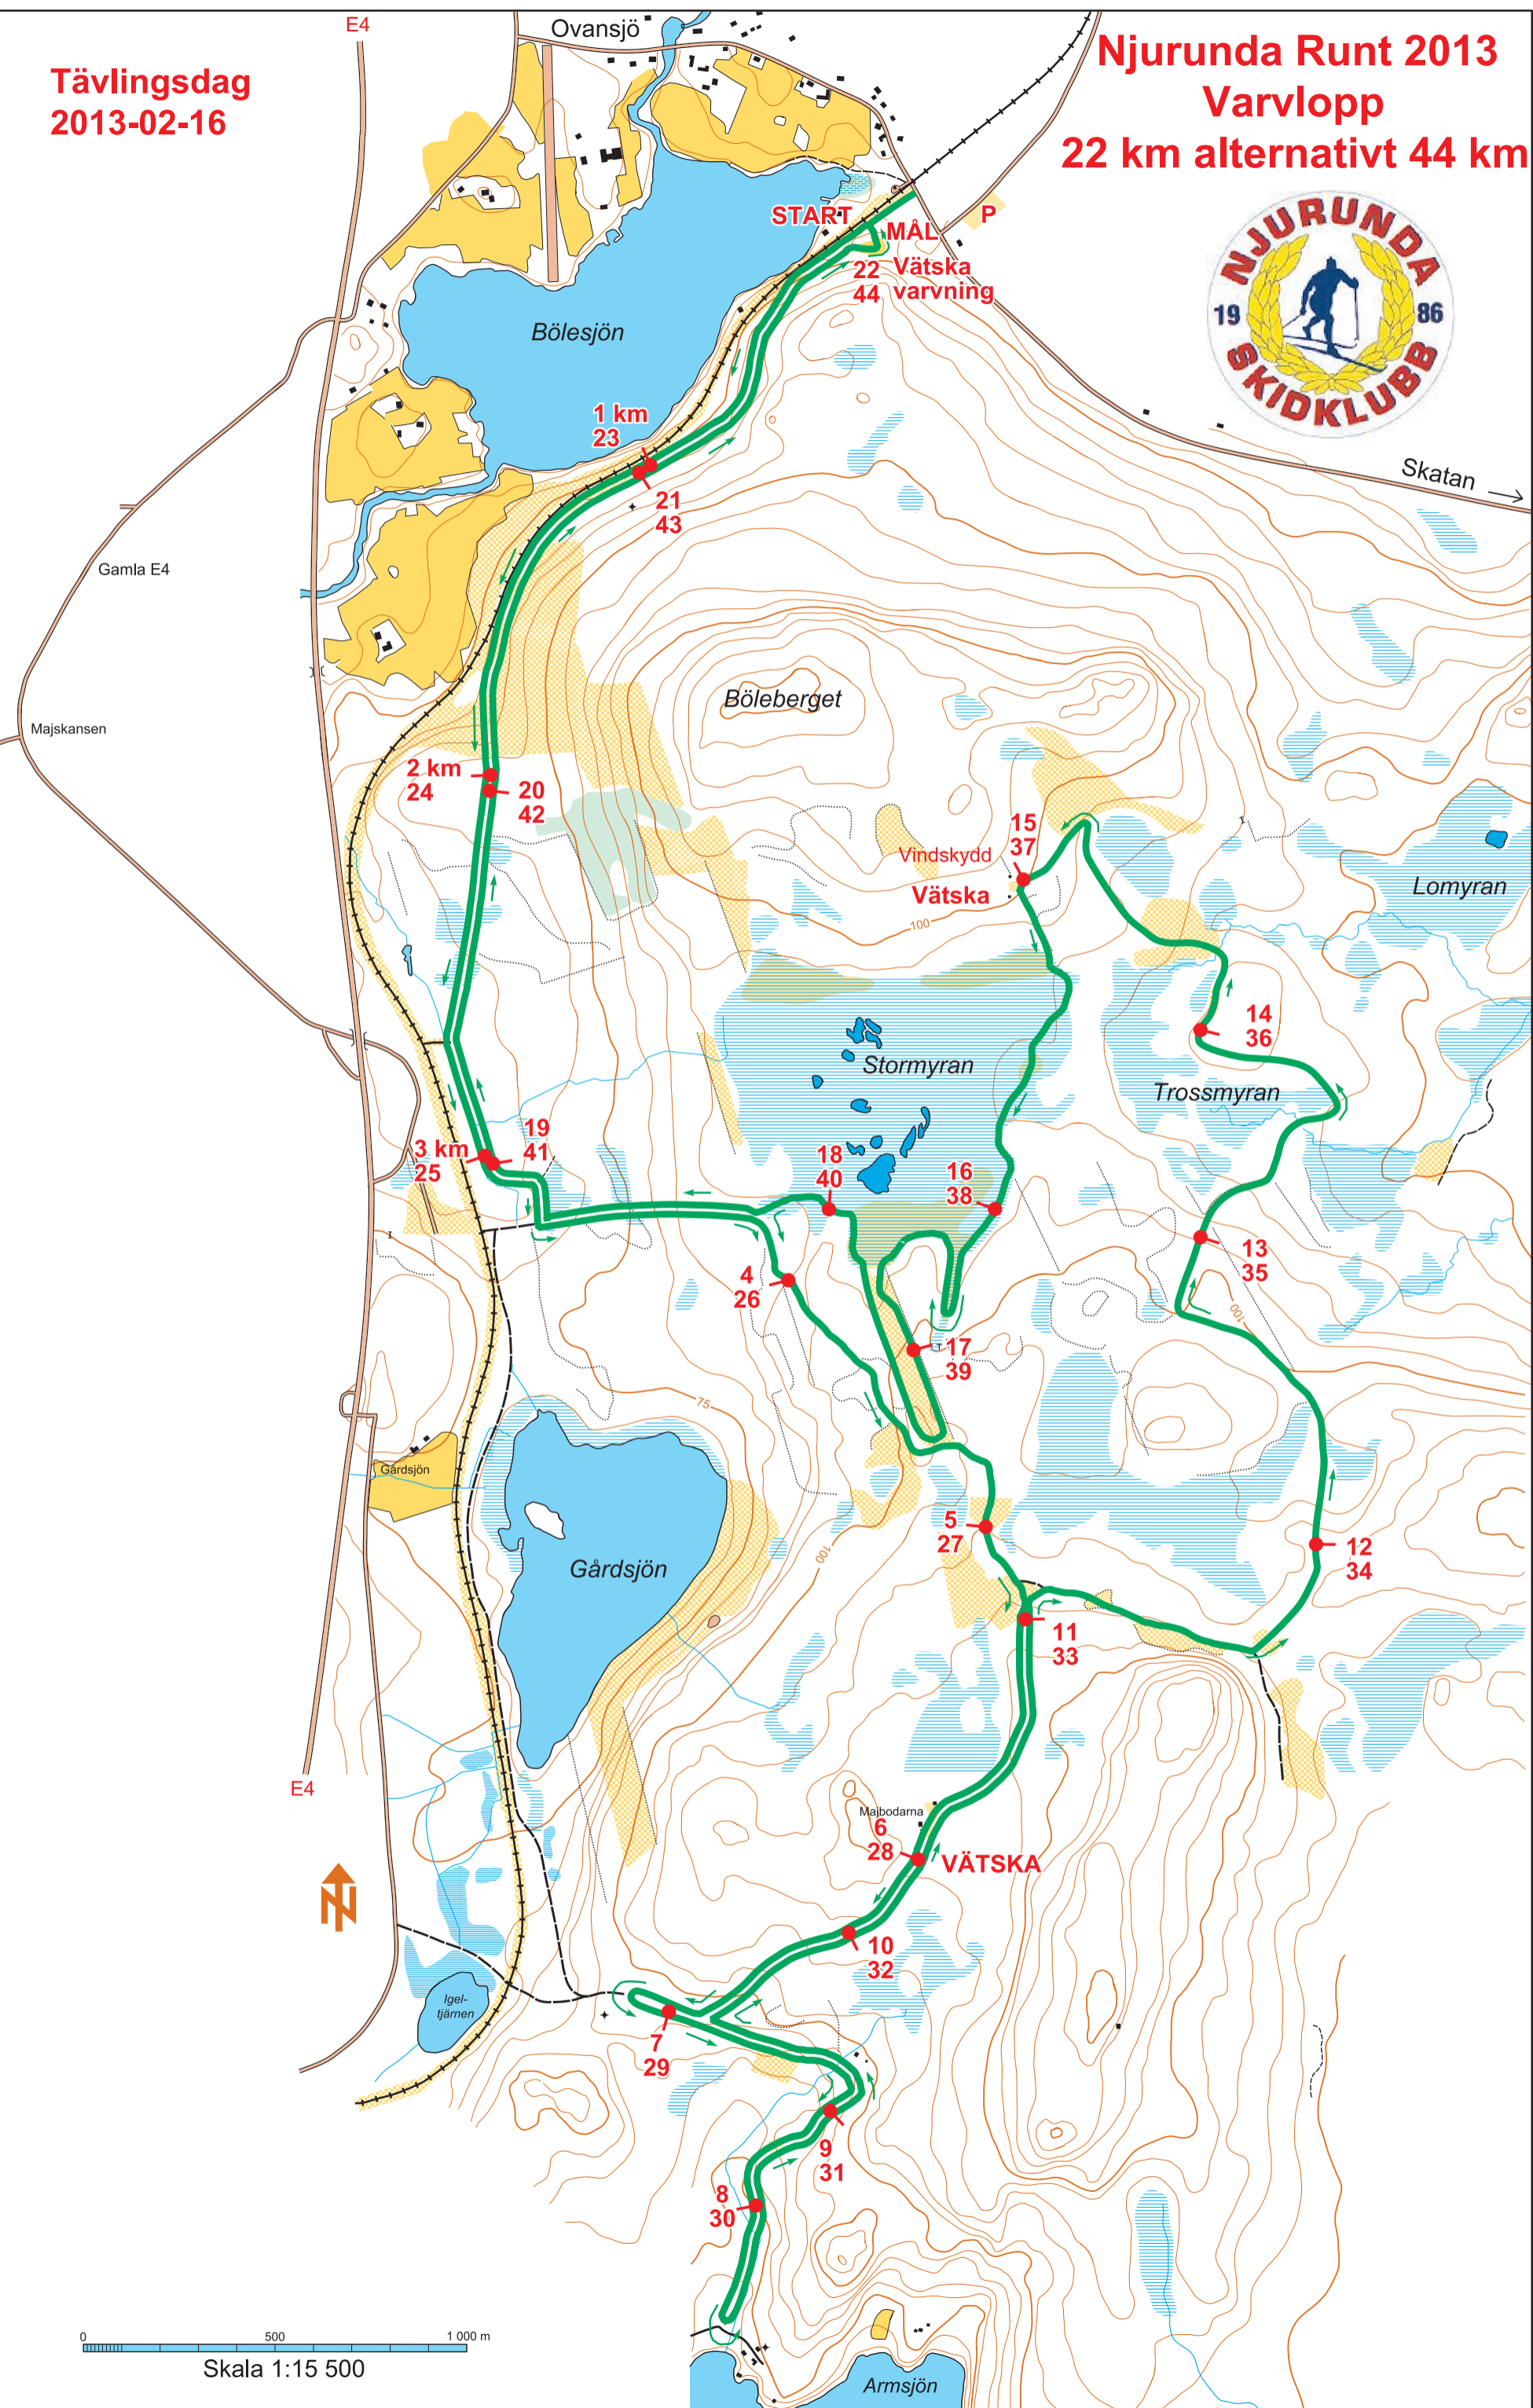 E4
Ovansjö
Tävlingsdag
2013-02-16
Njurunda Runt 2013
Varvlopp
22 km alternativt 44 km
NJURUNDA
19 86
SKIDKLUBB
START
MÅL
P
22
44
Vätska
varvning
Bölesjön
1 km
23
21
43
Skatan
Gamla E4
Majskansen
Böleberget
2 km
24
20
42
15
37
Vindskydd
Vätska
Lomyran
100
14
36
Stormyran
Trossmyran
19
41
3 km
25
18
40
16
38
13
35
4
26
100
17
39
75
Gårdsjön
5
27
100
12
34
Gårdsjön
11
33
E4
Majbodarna
6
28
VÄTSKA
N
10
32
Igel-
tjärnen
7
29
9
31
8
30
0 500 1 000 m
Skala 1:15 500
Armsjön